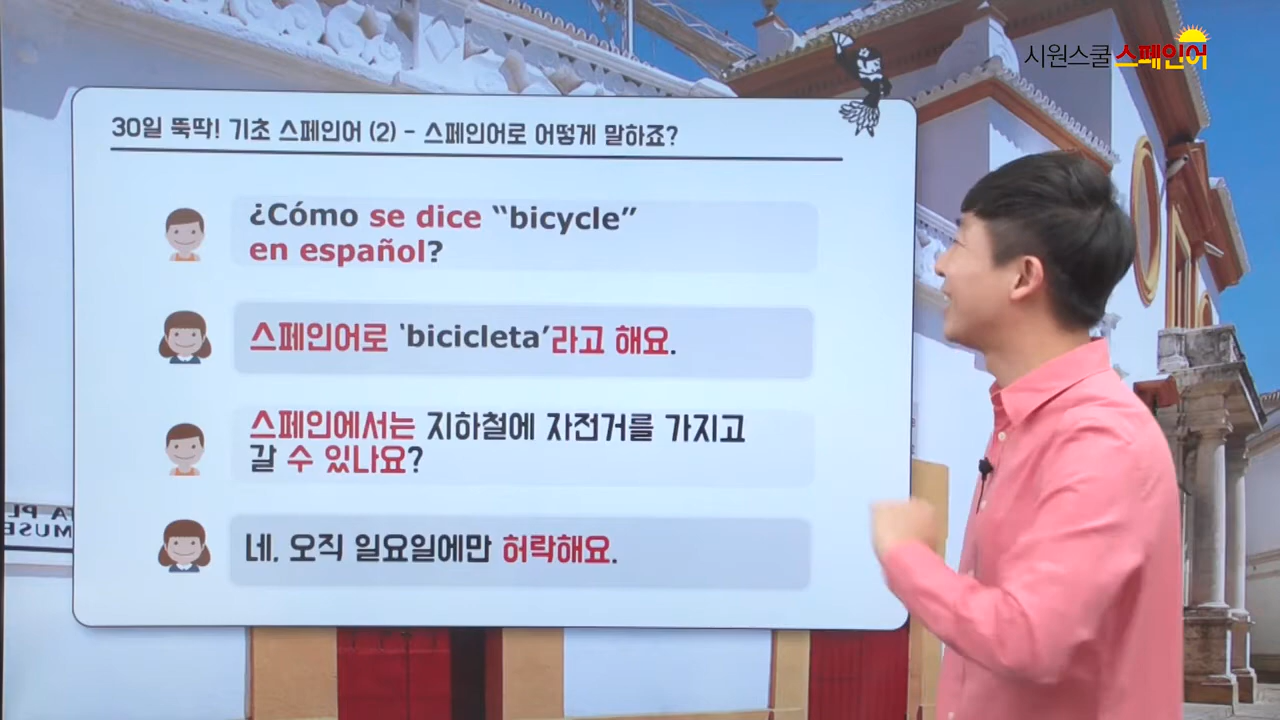 시원스쿨 스페인어
30일 뚝딱! 기초 스페인어 (2) - 스페인어로 어떻게 말하죠?
¿Cómo se dice “bicycle”
en español?
스페인어로 ‘bicicleta’라고 해요.
스페인에서는 지하철에 자전거를 가지고
갈 수 있나요?
네, 오직 일요일에만 허락해요.